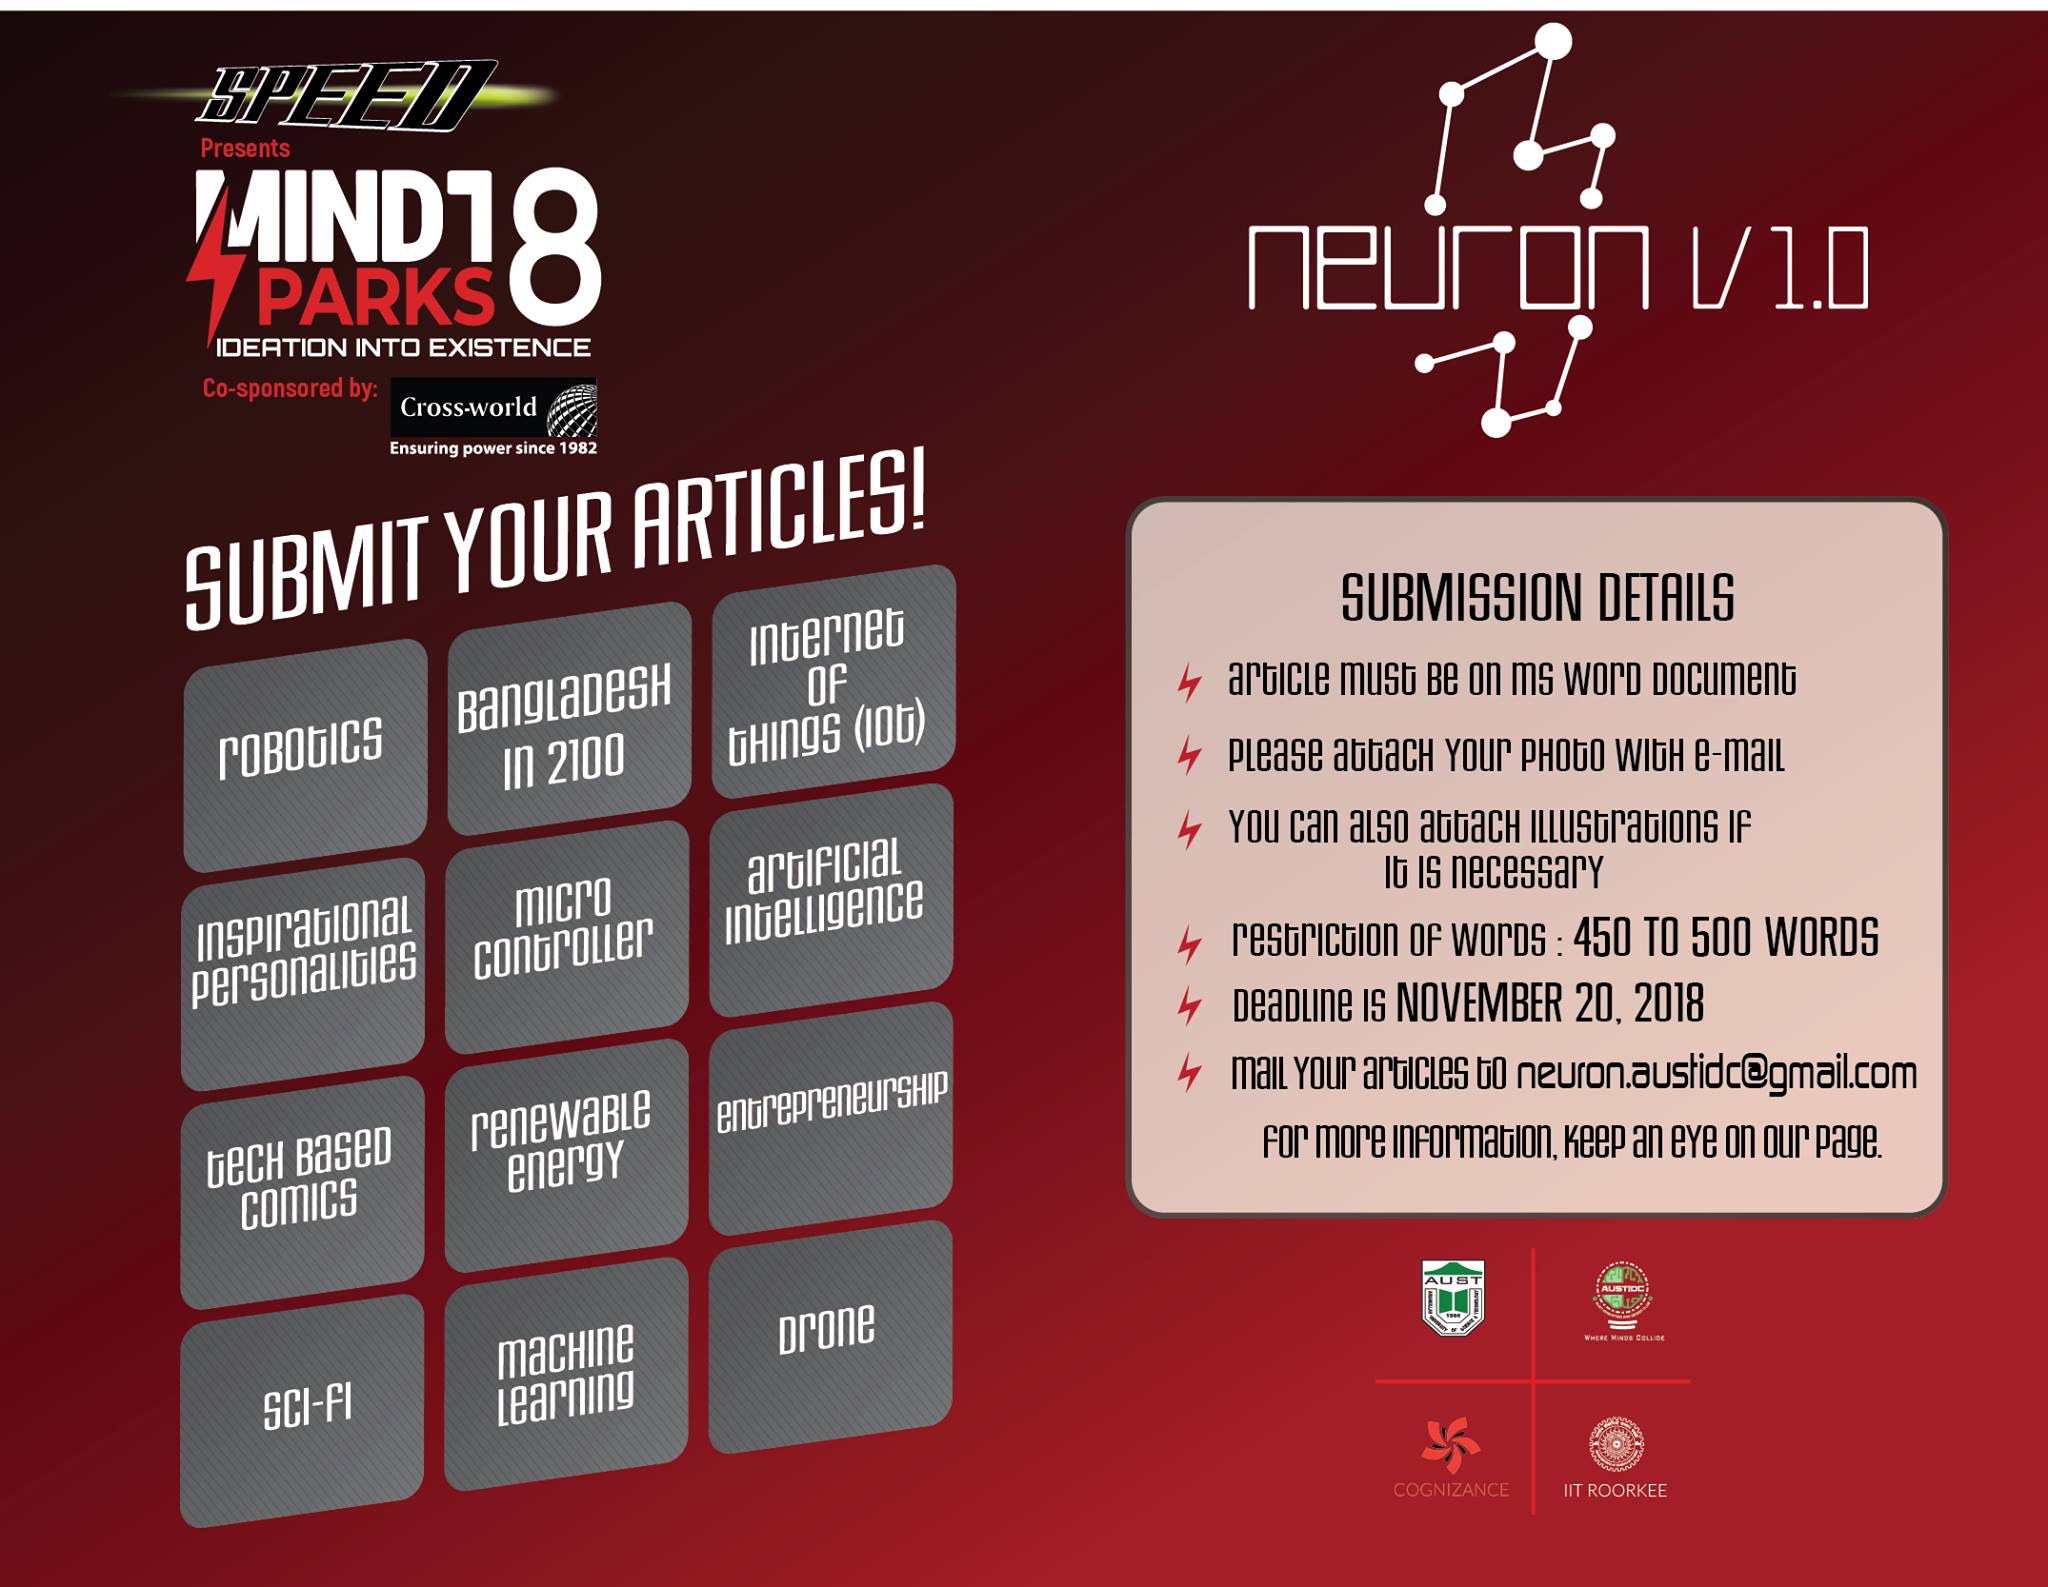 SPEED
Presents
MIND18
SPARKS
IDEATION INTO EXISTENCE
Co-sponsored by:
Cross-world
Ensuring power since 1982
SUBMIT YOUR ARTICLES!
ROBOTICS
BANGLADESH
IN 2100
INTERNET
OF
THINGS (IOT)
INSPIRATIONAL
PERSONALITIES
MICRO
CONTROLLER
ARTIFICIAL
INTELLIGENCE
TECH BASED
COMICS
RENEWABLE
ENERGY
ENTREPRENEURSHIP
SCI-FI
MACHINE
LEARNING
DRONE
neuron V 1.0
SUBMISSION DETAILS
ARTICLE MUST BE ON MS WORD DOCUMENT
PLEASE ATTACH YOUR PHOTO WITH E-MAIL
YOU CAN ALSO ATTACH ILLUSTRATIONS IF
IT IS NECESSARY
RESTRICTION OF WORDS : 450 TO 500 WORDS
DEADLINE IS NOVEMBER 20, 2018
MAIL YOUR ARTICLES TO neuron.austidc@gmail.com
FOR MORE INFORMATION, KEEP AN EYE ON OUR PAGE.
AUST
AUSTIDC
WHERE MINDS COLLIDE
COGNIZANCE
IIT ROORKEE